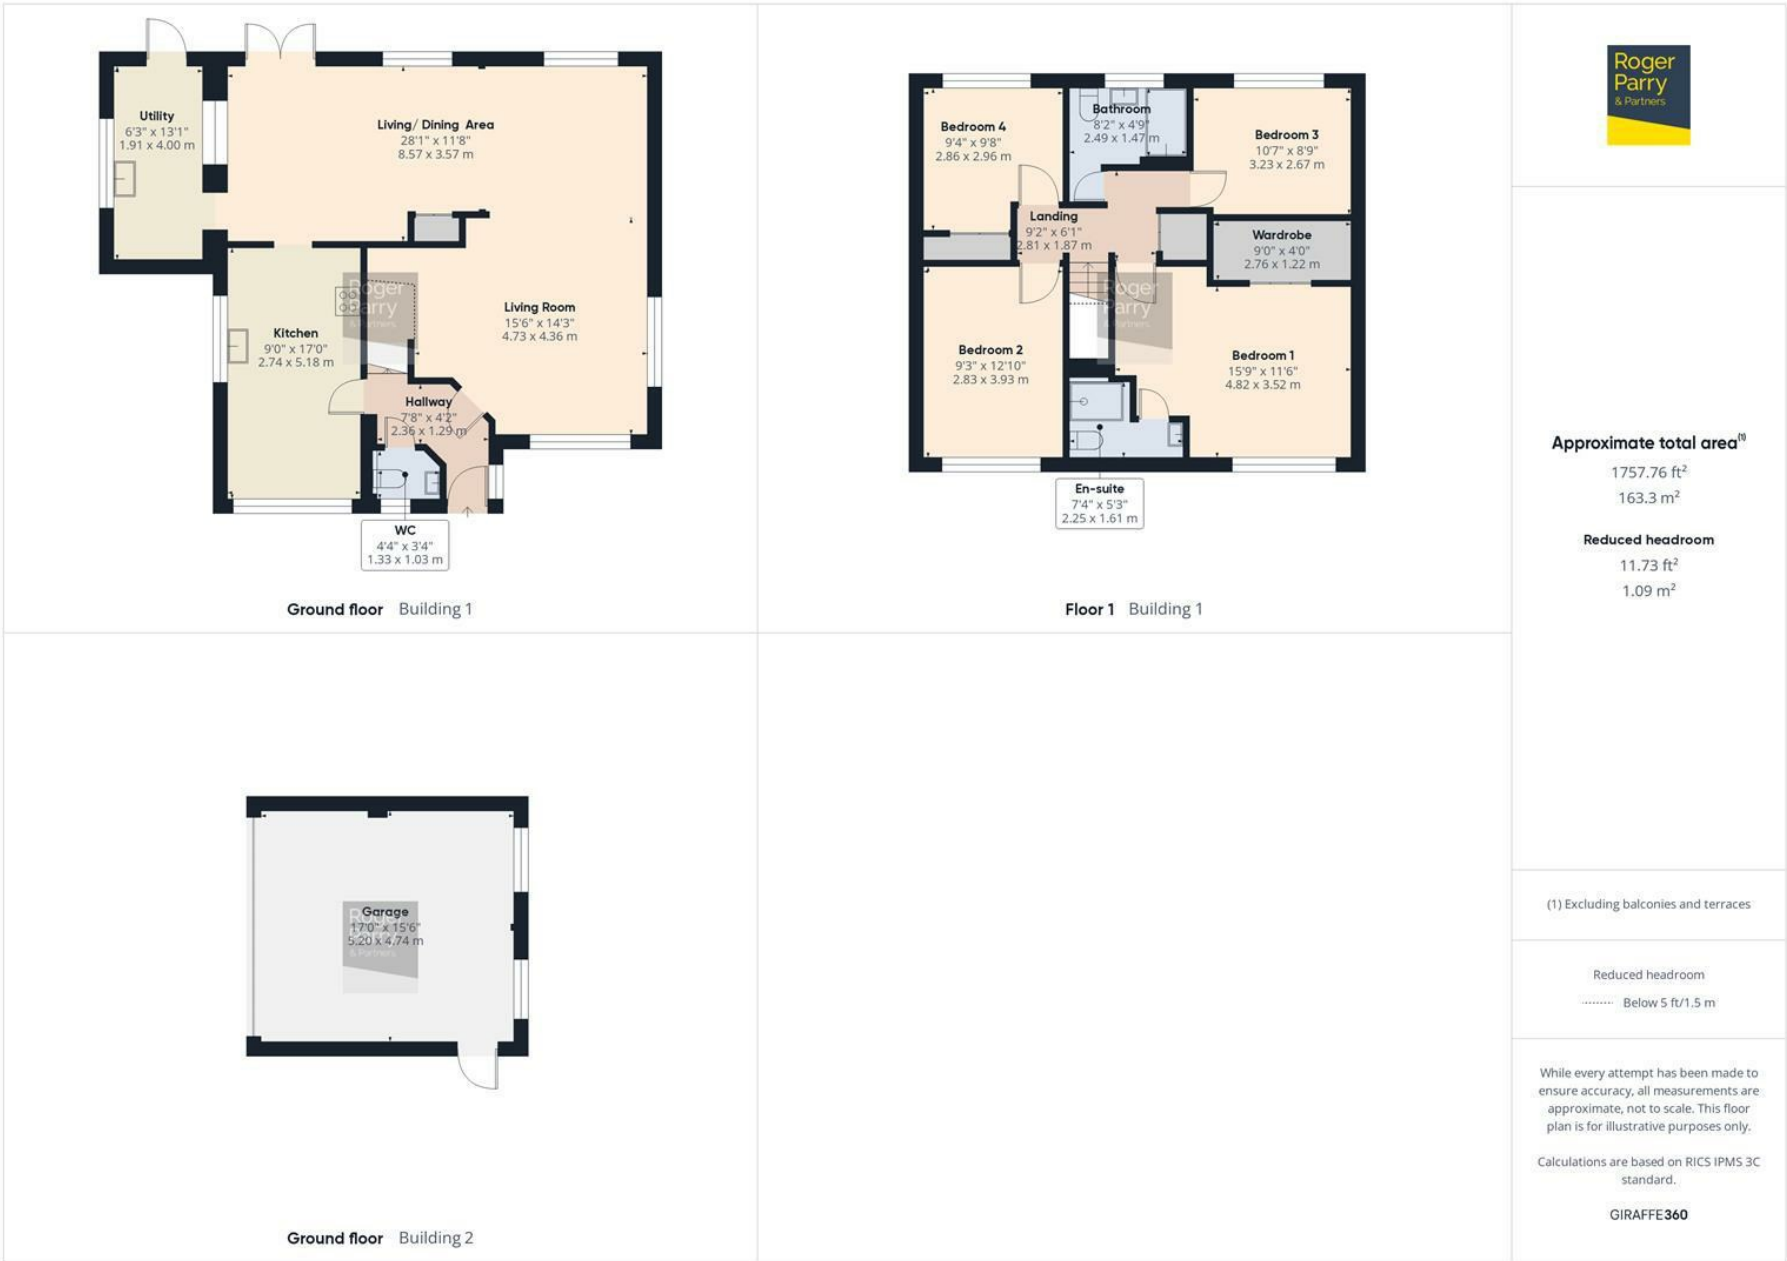 Utility
6'3" x 13'1"
1.91 x 4.00 m
Living/ Dining Area
28'1" x 11'8"
8.57 x 3.57 m
Living Room
15'6" x 14'3"
4.73 x 4.36 m
Kitchen
9'0" x 17'0"
2.74 x 5.18 m
Hallway
7'8" x 4'2"
2.36 x 1.29 m
WC
4'4" x 3'4"
1.33 x 1.03 m
Roger
Parry
& Partners
Ground floor Building 1
Bedroom 4
9'4" x 9'8"
2.86 x 2.96 m
Bathroom
8'2" x 4'9"
2.49 x 1.47 m
Bedroom 3
10'7" x 8'9"
3.23 x 2.67 m
Landing
9'2" x 6'1"
2.81 x 1.87 m
Wardrobe
9'0" x 4'0"
2.76 x 1.22 m
Bedroom 2
9'3" x 12'10"
2.83 x 3.93 m
Bedroom 1
15'9" x 11'6"
4.82 x 3.52 m
En-suite
7'4" x 5'3"
2.25 x 1.61 m
Roger
Parry
& Partners
Floor 1 Building 1
Garage
17'0" x 15'6"
5.20 x 4.74 m
Roger
Parry
& Partners
Ground floor Building 2
Roger
Parry
& Partners
Approximate total area⁽¹⁾
1757.76 ft²
163.3 m²
Reduced headroom
11.73 ft²
1.09 m²
(1) Excluding balconies and terraces
Reduced headroom
Below 5 ft/1.5 m
While every attempt has been made to
ensure accuracy, all measurements are
approximate, not to scale. This floor
plan is for illustrative purposes only.
Calculations are based on RICS IPMS 3C
standard.
GIRAFFE360